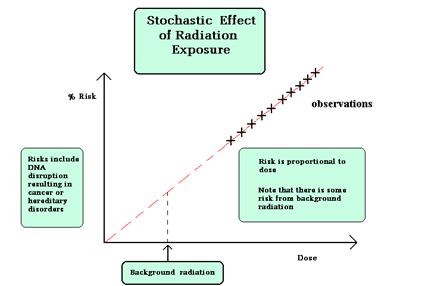 Stochastic Effect
of Radiation
Exposure
% Risk
observations
Risks include
DNA
disruption
resulting in
cancer or
hereditary
disorders
Risk is proportional to
dose
Note that there is some
risk from background
radiation
Dose
Background radiation